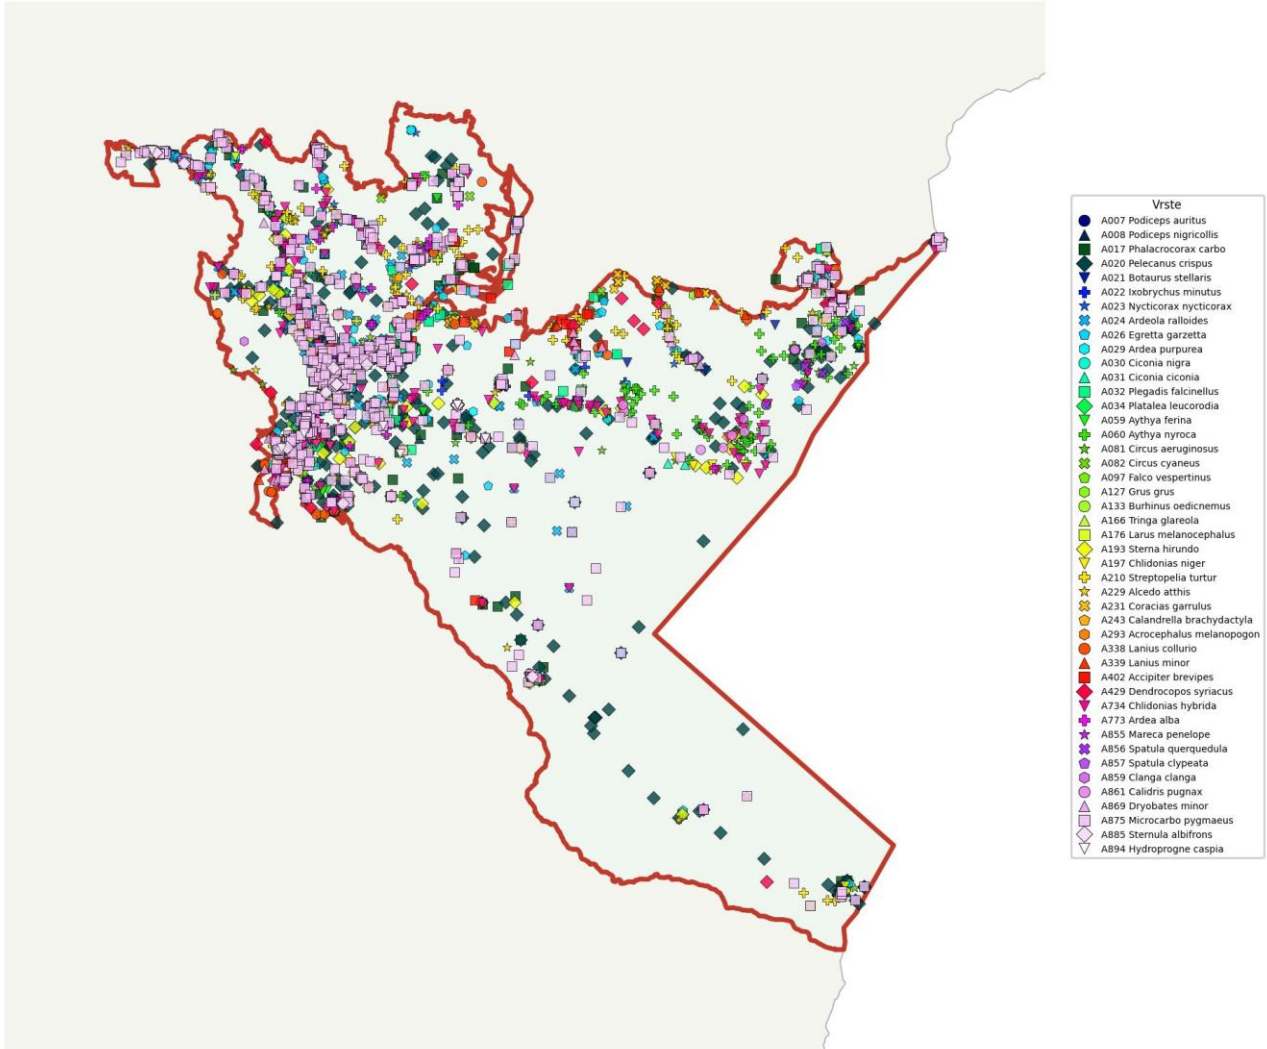 Vrste
A007 Podiceps auritus
A008 Podiceps nigricollis
A017 Phalacrocorax carbo
A020 Pelecanus crispus
A021 Botaurus stellaris
A022 Ixobrychus minutus
A023 Nycticorax nycticorax
A024 Ardeola ralloides
A026 Egretta garzetta
A029 Ardea purpurea
A030 Ciconia nigra
A031 Ciconia ciconia
A032 Plegadis falcinellus
A034 Platalea leucorodia
A059 Aythya ferina
A060 Aythya nyroca
A081 Circus aeruginosus
A082 Circus cyaneus
A097 Falco vespertinus
A127 Grus grus
A133 Burhinus oedicnemus
A166 Tringa glareola
A176 Larus melanocephalus
A193 Sterna hirundo
A197 Chlidonias niger
A210 Streptopelia turtur
A229 Alcedo atthis
A231 Coracias garrulus
A243 Calandrella brachydactyla
A293 Acrocephalus melanopogon
A338 Lanius collurio
A339 Lanius minor
A402 Accipiter brevipes
A429 Dendrocopos syriacus
A734 Chlidonias hybrida
A773 Ardea alba
A855 Mareca penelope
A856 Spatula querquedula
A857 Spatula clypeata
A859 Clanga clanga
A861 Calidris pugnax
A869 Dryobates minor
A875 Microcarbo pygmaeus
A885 Sternula albifrons
A894 Hydroprogne caspia